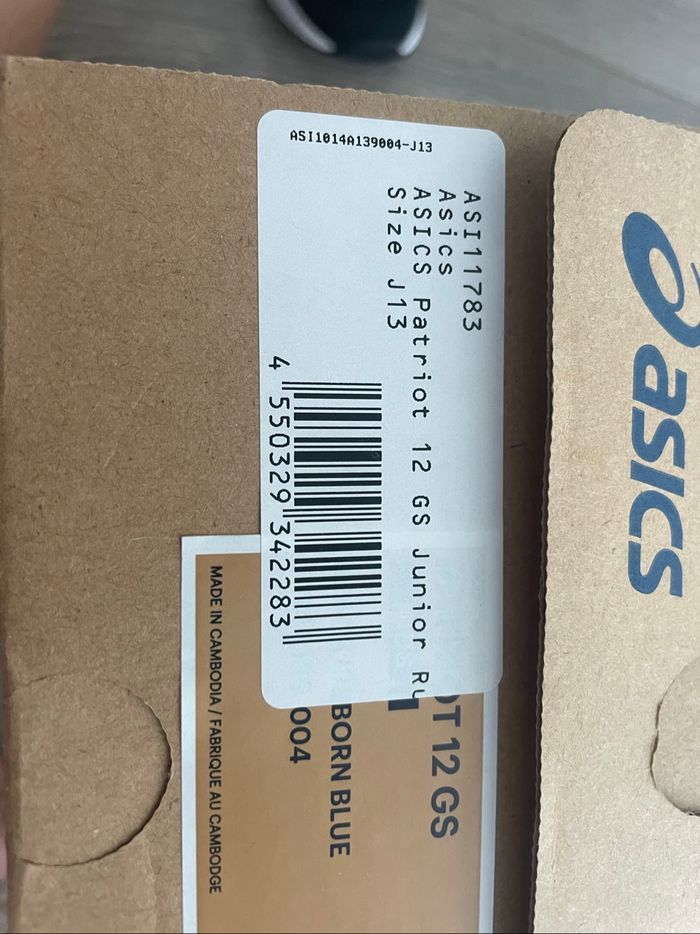 ASI1014A139004-J13
ASI11783
Asics
ASICS Patriot 12 GS Junior Ru
Size J13
4 550329 342283
OT 12 GS
BORN BLUE
004
MADE IN CAMBODIA / FABRIQUE AU CAMBODGE
asics